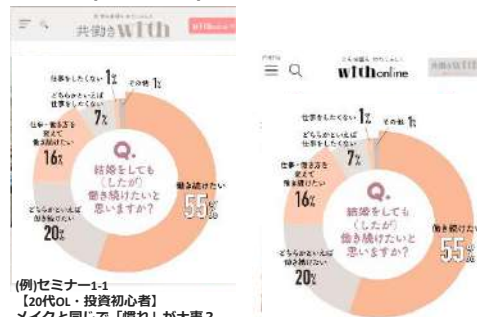 共働きwith
仕事をしたくない 1%
その他 1%
どちらかといえば
仕事をしたくない
7%
仕事・働き方を
変えて
働き続けたい
16%
Q.
結婚をしても
(したが)
働き続けたいと
思いますか?
働き続けたい
55%
どちらかといえば
働き続けたい
20%
(例)セミナー1-1
【20代OL・投資初心者】
メイクと同じで「慣れ」が大事?
withonline
共働きwith
仕事をしたくない 1%
その他 1%
どちらかといえば
仕事をしたくない
7%
仕事・働き方を
変えて
働き続けたい
16%
Q.
結婚をしても
(したが)
働き続けたいと
思いますか?
働き続けたい
55%
どちらかといえば
働き続けたい
20%